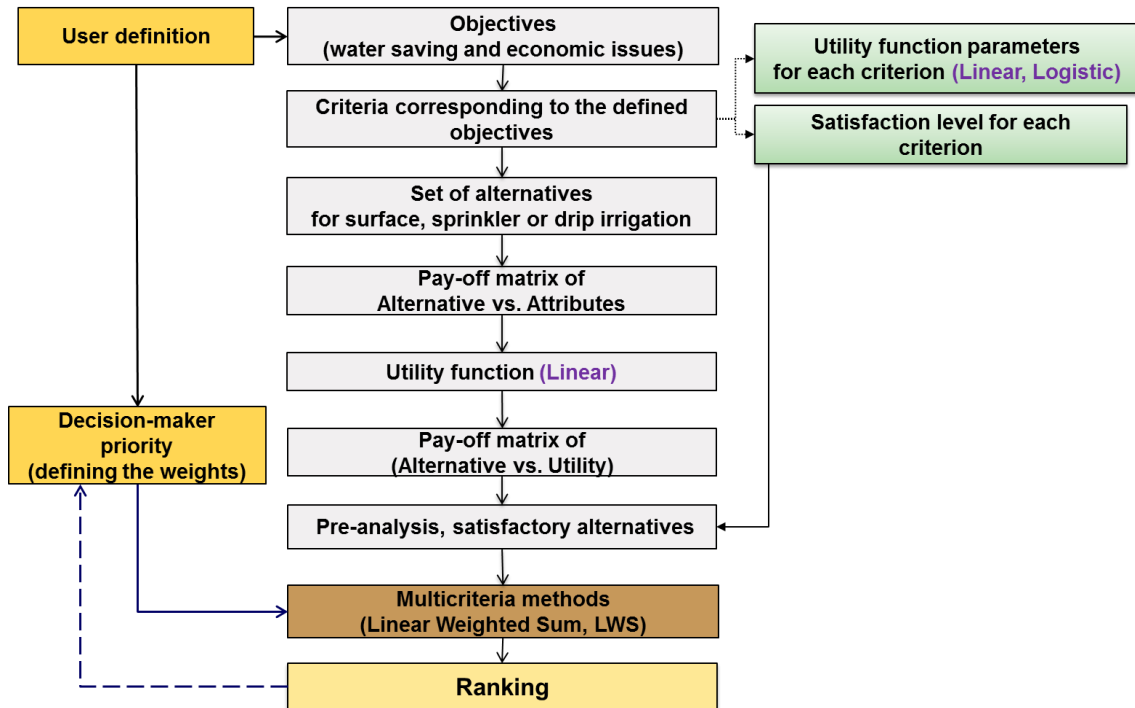 User definition
Objectives
(water saving and economic issues)
Utility function parameters
for each criterion (Linear, Logistic)
Criteria corresponding to the defined
objectives
Satisfaction level for each
criterion
Set of alternatives
for surface, sprinkler or drip irrigation
Pay-off matrix of
Alternative vs. Attributes
Utility function (Linear)
Decision-maker
priority
(defining the weights)
Pay-off matrix of
(Alternative vs. Utility)
Pre-analysis, satisfactory alternatives
Multicriteria methods
(Linear Weighted Sum, LWS)
Ranking